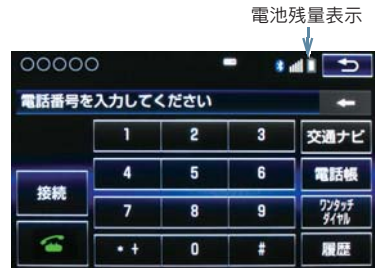 電池残量表示
○○○○○
電話番号を入力してください
1 2 3 交通ナビ
4 5 6 電話帳
接続
7 8 9 ワンタッチ
ダイヤル
* + 0 # 履歴